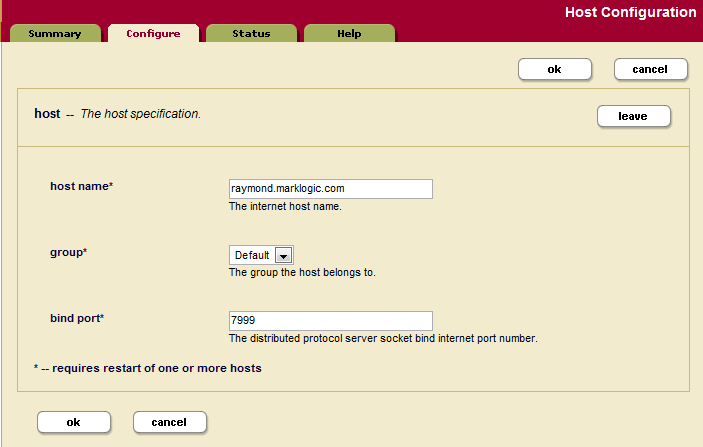 Host Configuration
Summary Configure Status Help
ok cancel
host -- The host specification.
leave
host name*
raymond.marklogic.com
The internet host name.
group*
Default
The group the host belongs to.
bind port*
7999
The distributed protocol server socket bind internet port number.
* -- requires restart of one or more hosts
ok cancel